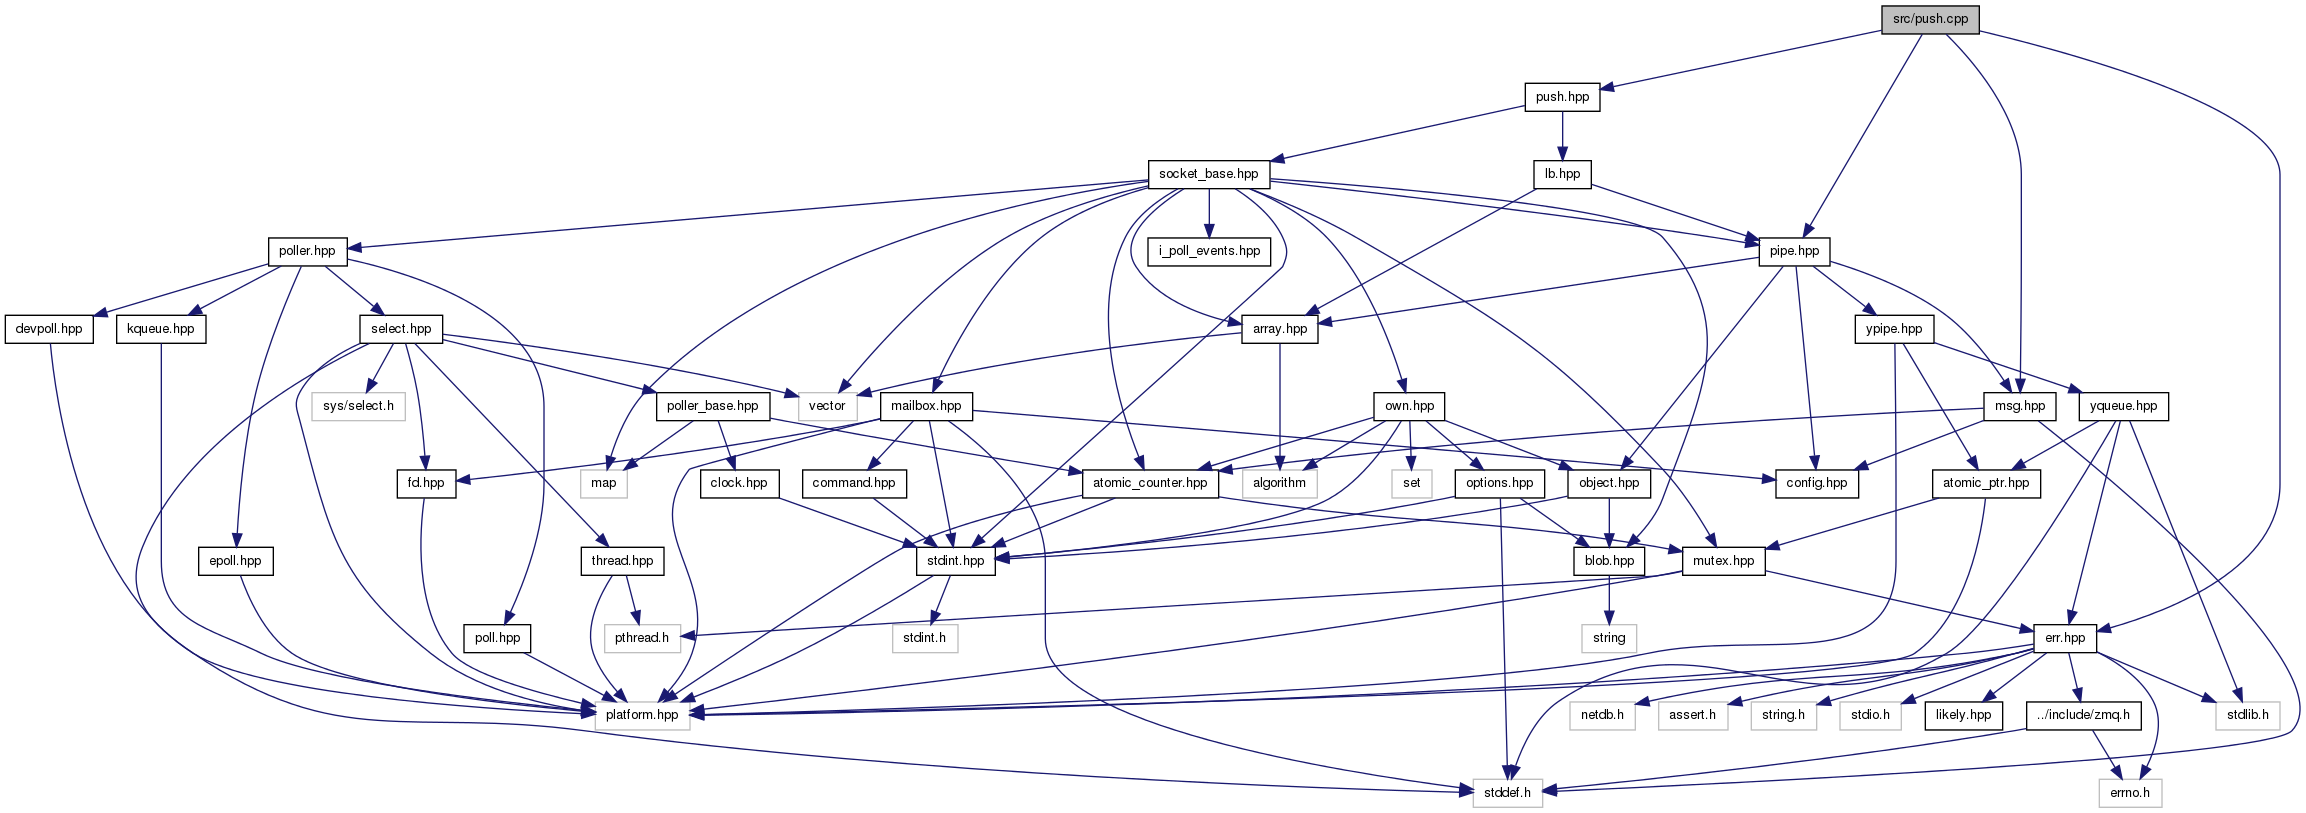 src/push.cpp
push.hpp
socket_base.hpp
lb.hpp
poller.hpp
i_poll_events.hpp
pipe.hpp
devpoll.hpp
kqueue.hpp
select.hpp
array.hpp
ypipe.hpp
sys/select.h
poller_base.hpp
vector
mailbox.hpp
own.hpp
msg.hpp
yqueue.hpp
fd.hpp
map
clock.hpp
command.hpp
atomic_counter.hpp
algorithm
set
options.hpp
object.hpp
config.hpp
atomic_ptr.hpp
epoll.hpp
thread.hpp
stdint.hpp
blob.hpp
mutex.hpp
poll.hpp
pthread.h
stdint.h
string
err.hpp
platform.hpp
netdb.h
assert.h
string.h
stdio.h
likely.hpp
../include/zmq.h
stdlib.h
stddef.h
errno.h